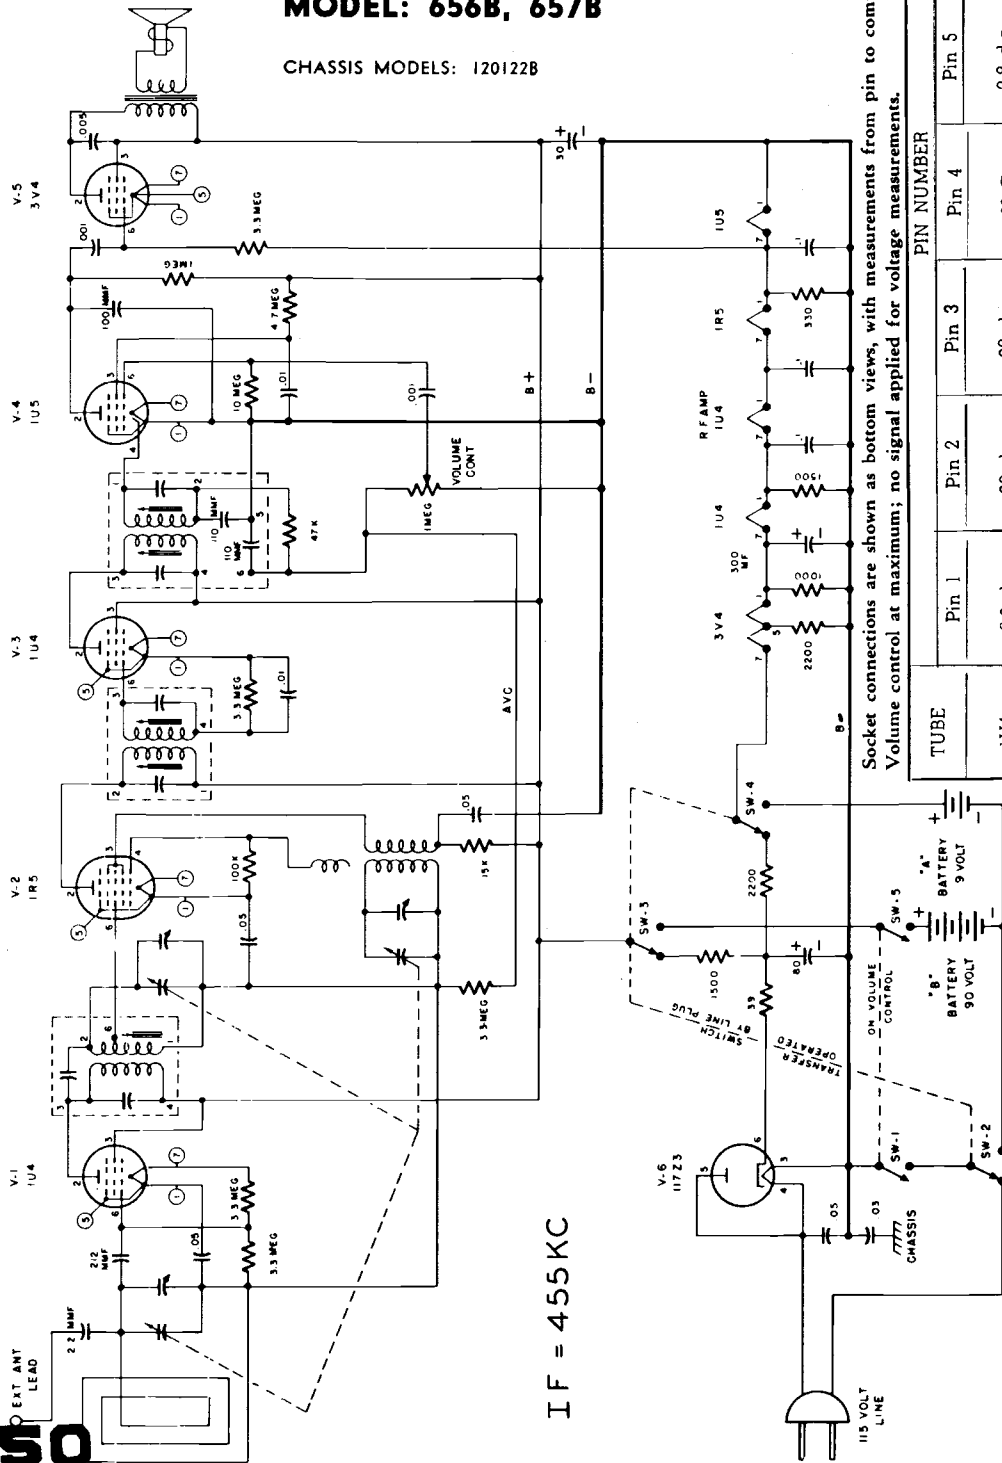 MODEL: 656B, 657B
CHASSIS MODELS: 120122B
SO
EXT ANT
LEAD
2.2 MMF
212
MMF
.05
3.3 MEG
3.3 MEG
V-1
1U4
V-2
1R5
V-3
1U4
V-4
1U5
V-5
3V4
100K
.05
.05
15K
3.3 MEG
3.3 MEG
.01
AVC
110 MMF
110
MMF
47K
10 MEG
.01
.001
VOLUME
CONT
1 MEG
100 MMF
1 MEG
4.7 MEG
.001
3.3 MEG
.005
B+
B-
30
IF = 455KC
3V4
1U4
R F AMP
1U4
1R5
1U5
2200
1000
300
MF
1500
330
B-
SW-4
2200
SW-3
1500
80
39
TRANSFER
SWITCH
OPERATED
BY LINE PLUG
ON VOLUME
CONTROL
SW-5
"A"
BATTERY
9 VOLT
"B"
BATTERY
90 VOLT
SW-1
SW-2
V-6
117Z3
.05
.03
CHASSIS
115 VOLT
LINE
Socket connections are shown as bottom views, with measurements from pin to com
Volume control at maximum; no signal applied for voltage measurements.
TUBE
PIN NUMBER
Pin 1
Pin 2
Pin 3
Pin 4
Pin 5